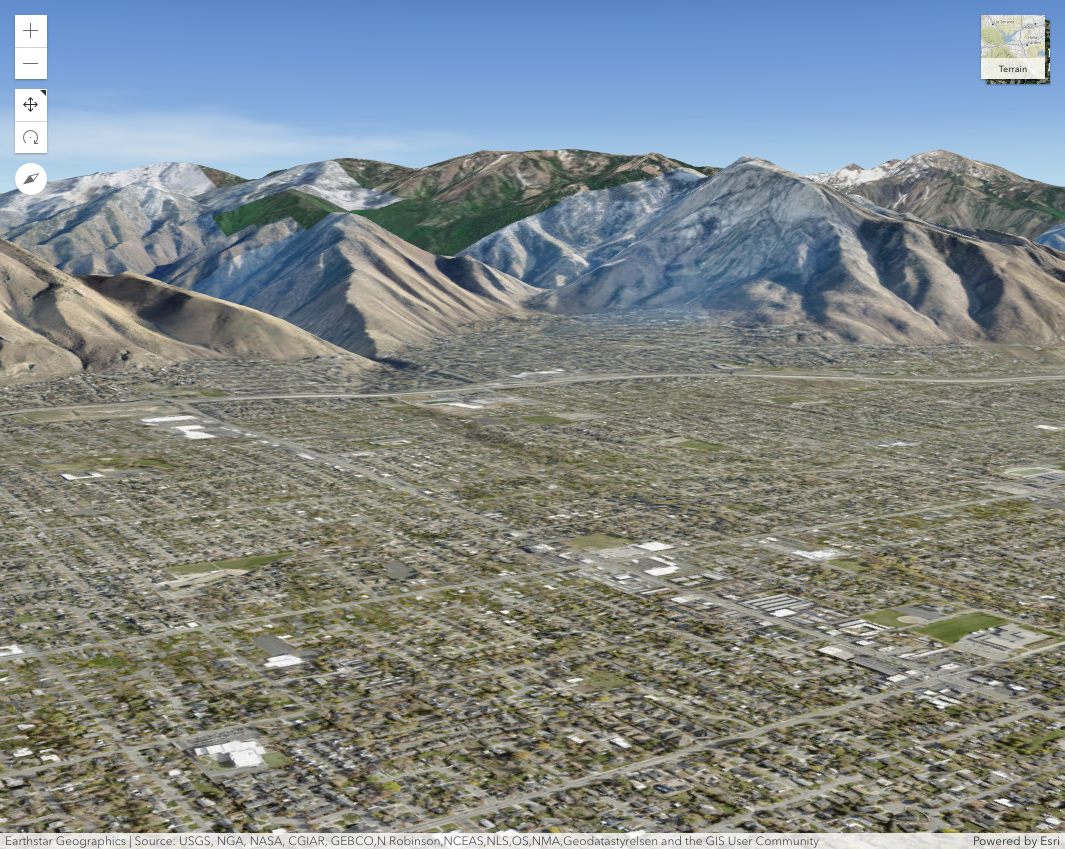 Terrain
Earthstar Geographics | Source: USGS, NGA, NASA, CGIAR, GEBCO,N Robinson,NCEAS,NLS,OS,NMA,Geodatastyrelsen and the GIS User Community
Powered by Esri